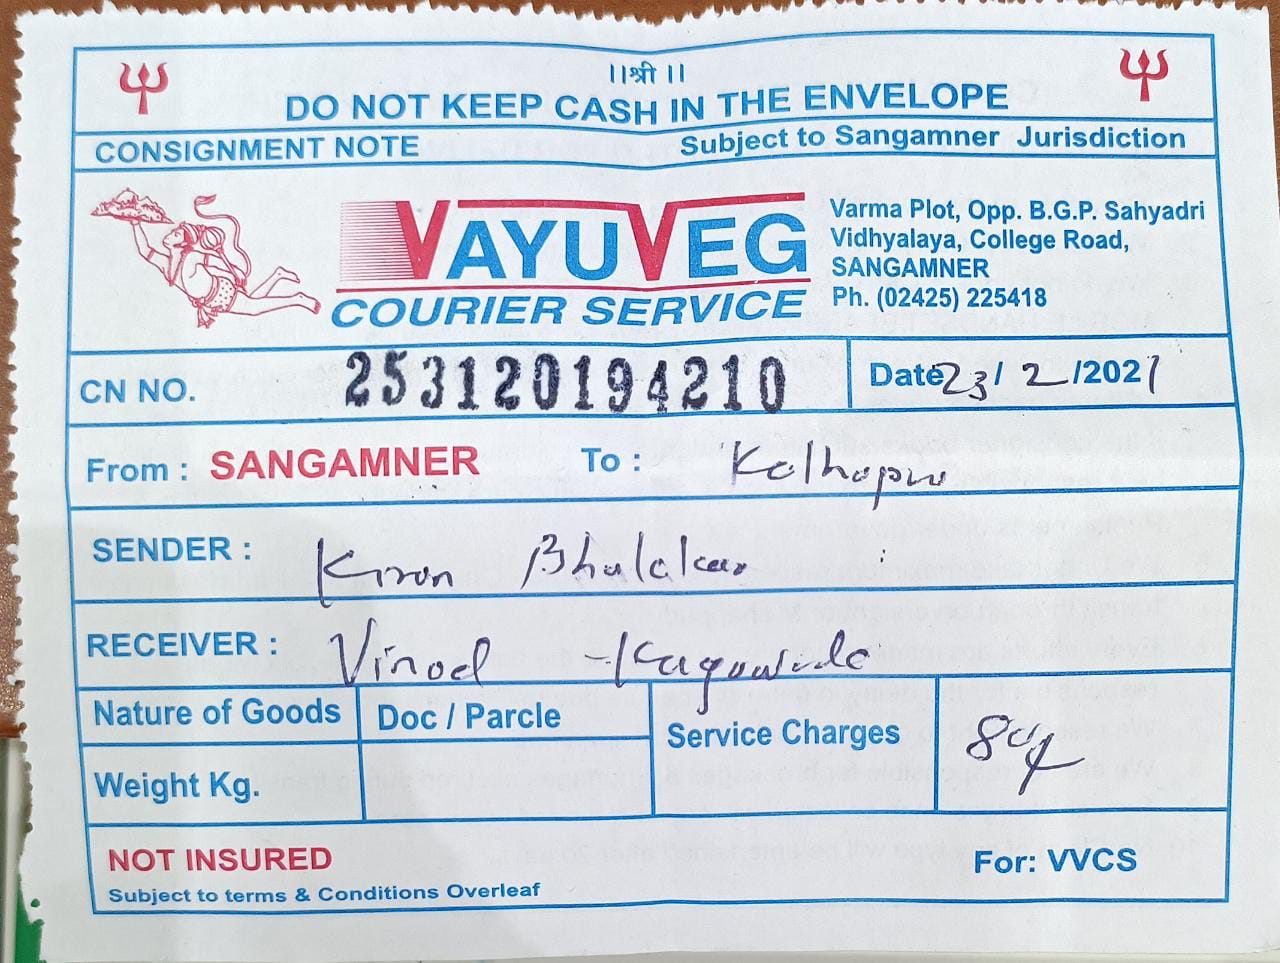 ।।श्री ।।
DO NOT KEEP CASH IN THE ENVELOPE
CONSIGNMENT NOTE Subject to Sangamner Jurisdiction
VAYUVEG
COURIER SERVICE
Varma Plot, Opp. B.G.P. Sahyadri
Vidhyalaya, College Road,
SANGAMNER
Ph. (02425) 225418
CN NO. 253120194210 Date 23/2/2021
From : SANGAMNER To : Kolhapur
SENDER : Kiran Bhalakar
RECEIVER : Vinod Kagawade
Nature of Goods Doc / Parcle Service Charges
Weight Kg.
NOT INSURED For: VVCS
Subject to terms & Conditions Overleaf